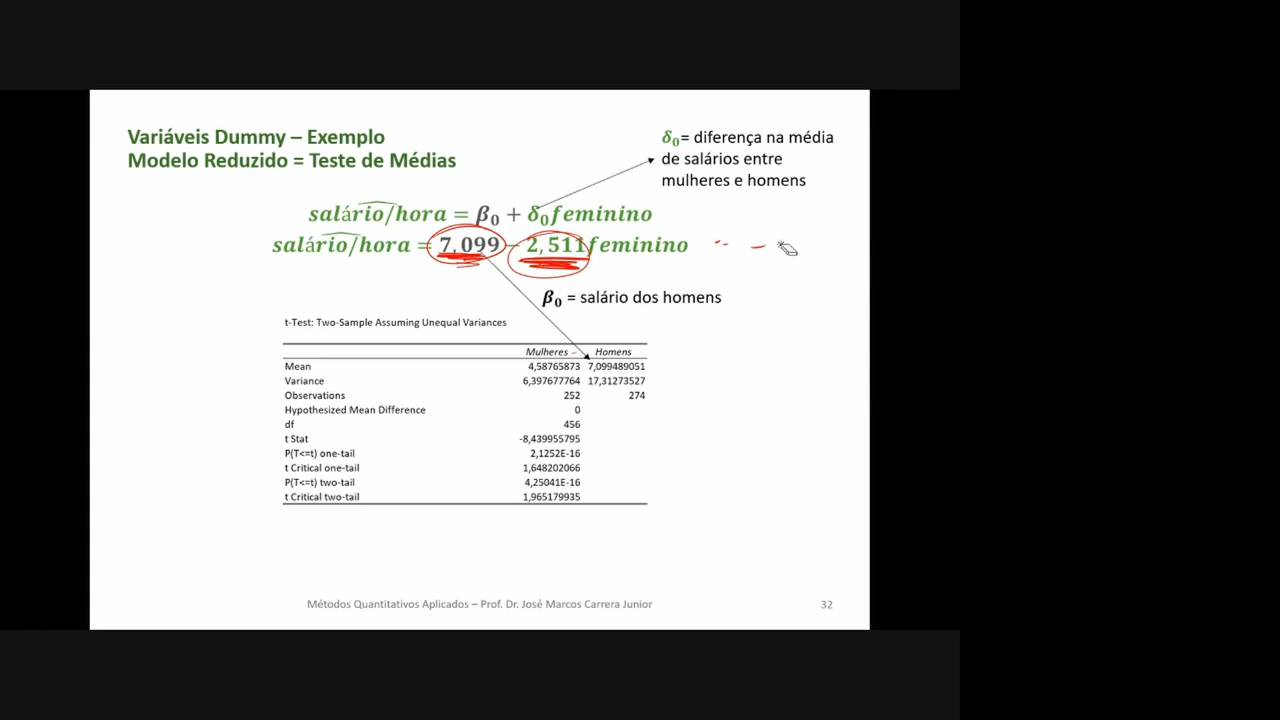 Variáveis Dummy – Exemplo
Modelo Reduzido = Teste de Médias
δ₀= diferença na média
de salários entre
mulheres e homens
salário/hora = β₀ + δ₀feminino
salário/hora = 7,099 − 2,511feminino
β₀ = salário dos homens
t-Test: Two-Sample Assuming Unequal Variances
Mulheres Homens
Mean 4,58765873 7,099489051
Variance 6,397677764 17,31273527
Observations 252 274
Hypothesized Mean Difference 0
df 456
t Stat -8,439955795
P(T<=t) one-tail 2,1252E-16
t Critical one-tail 1,648202066
P(T<=t) two-tail 4,25041E-16
t Critical two-tail 1,965179935
Métodos Quantitativos Aplicados – Prof. Dr. José Marcos Carrera Junior 32